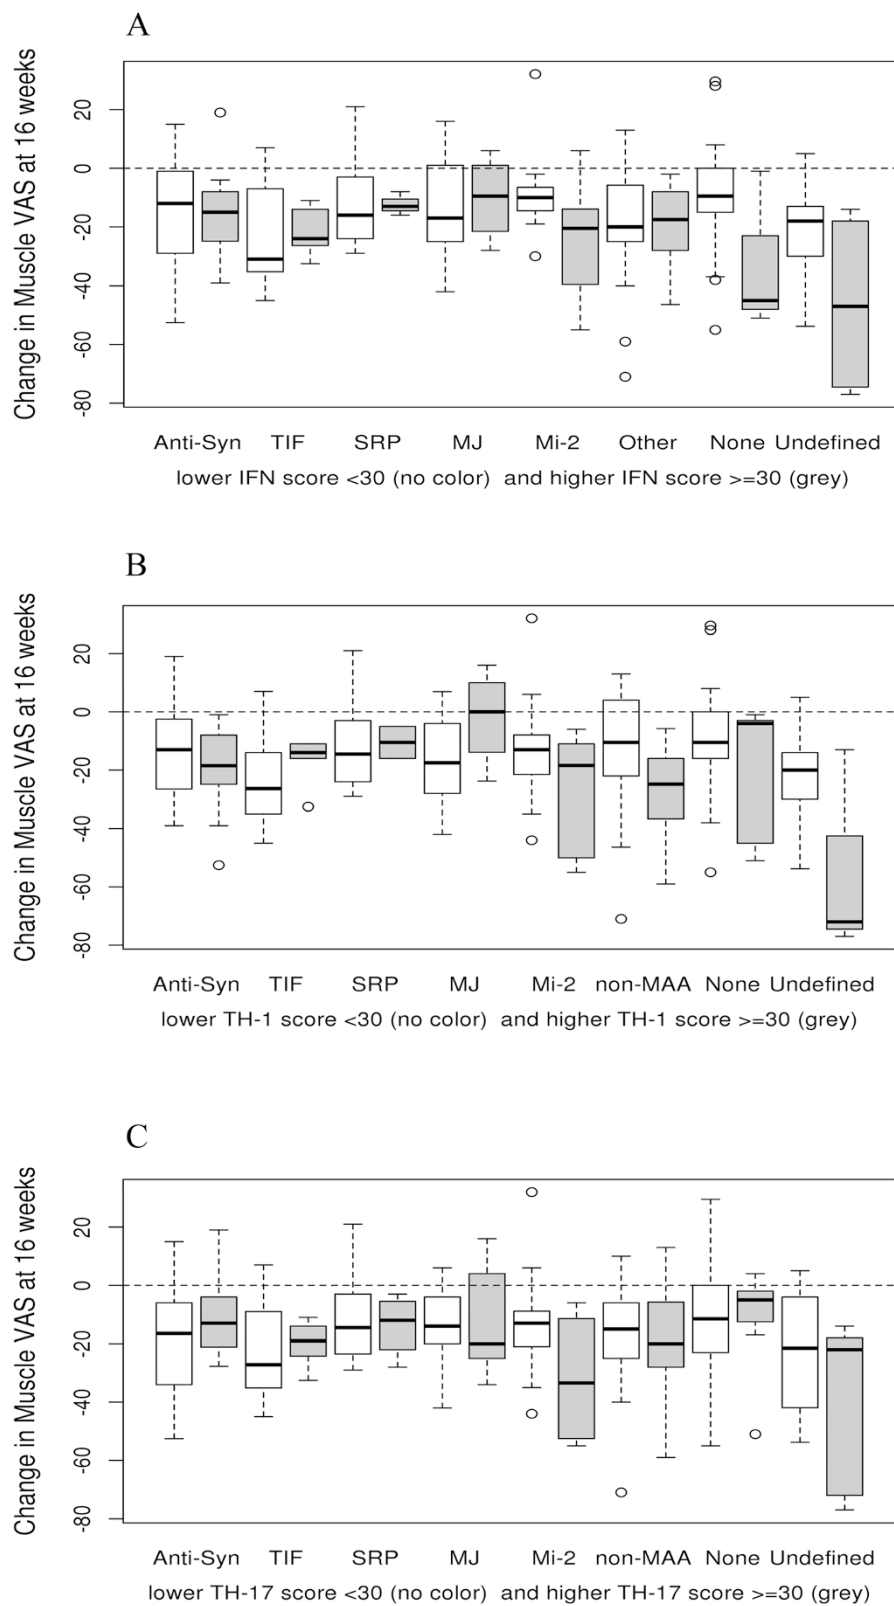 A
Change in Muscle VAS at 16 weeks
20
0
-20
-40
-60
-80
Anti-Syn TIF SRP MJ Mi-2 Other None Undefined
lower IFN score <30 (no color) and higher IFN score >=30 (grey)
B
Change in Muscle VAS at 16 weeks
20
0
-20
-40
-60
-80
Anti-Syn TIF SRP MJ Mi-2 non-MAA None Undefined
lower TH-1 score <30 (no color) and higher TH-1 score >=30 (grey)
C
Change in Muscle VAS at 16 weeks
20
0
-20
-40
-60
-80
Anti-Syn TIF SRP MJ Mi-2 non-MAA None Undefined
lower TH-17 score <30 (no color) and higher TH-17 score >=30 (grey)